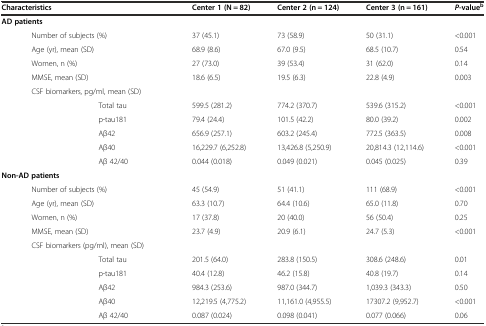 Characteristics Center 1 (N = 82) Center 2 (n = 124) Center 3 (n = 161) P-value^b
AD patients
Number of subjects (%) 37 (45.1) 73 (58.9) 50 (31.1) <0.001
Age (yr), mean (SD) 68.9 (8.6) 67.0 (9.5) 68.5 (10.7) 0.54
Women, n (%) 27 (73.0) 39 (53.4) 31 (62.0) 0.14
MMSE, mean (SD) 18.6 (6.5) 19.5 (6.3) 22.8 (4.9) 0.003
CSF biomarkers, pg/ml, mean (SD)
Total tau 599.5 (281.2) 774.2 (370.7) 539.6 (315.2) <0.001
p-tau181 79.4 (24.4) 101.5 (42.2) 80.0 (39.2) 0.002
Aβ42 656.9 (257.1) 603.2 (245.4) 772.5 (363.5) 0.008
Aβ40 16,229.7 (6,252.8) 13,426.8 (5,250.9) 20,814.3 (12,114.6) <0.001
Aβ 42/40 0.044 (0.018) 0.049 (0.021) 0.045 (0.025) 0.39
Non-AD patients
Number of subjects (%) 45 (54.9) 51 (41.1) 111 (68.9) <0.001
Age (yr), mean (SD) 63.3 (10.7) 64.4 (10.6) 65.0 (11.8) 0.70
Women, n (%) 17 (37.8) 20 (40.0) 56 (50.4) 0.25
MMSE, mean (SD) 23.7 (4.9) 20.9 (6.1) 24.7 (5.3) <0.001
CSF biomarkers (pg/ml), mean (SD)
Total tau 201.5 (64.0) 283.8 (150.5) 308.6 (248.6) 0.01
p-tau181 40.4 (12.8) 46.2 (15.8) 40.8 (19.7) 0.14
Aβ42 984.3 (253.6) 987.0 (344.7) 1,039.3 (343.3) 0.50
Aβ40 12,219.5 (4,775.2) 11,161.0 (4,955.5) 17307.2 (9,952.7) <0.001
Aβ 42/40 0.087 (0.024) 0.098 (0.041) 0.077 (0.066) 0.06